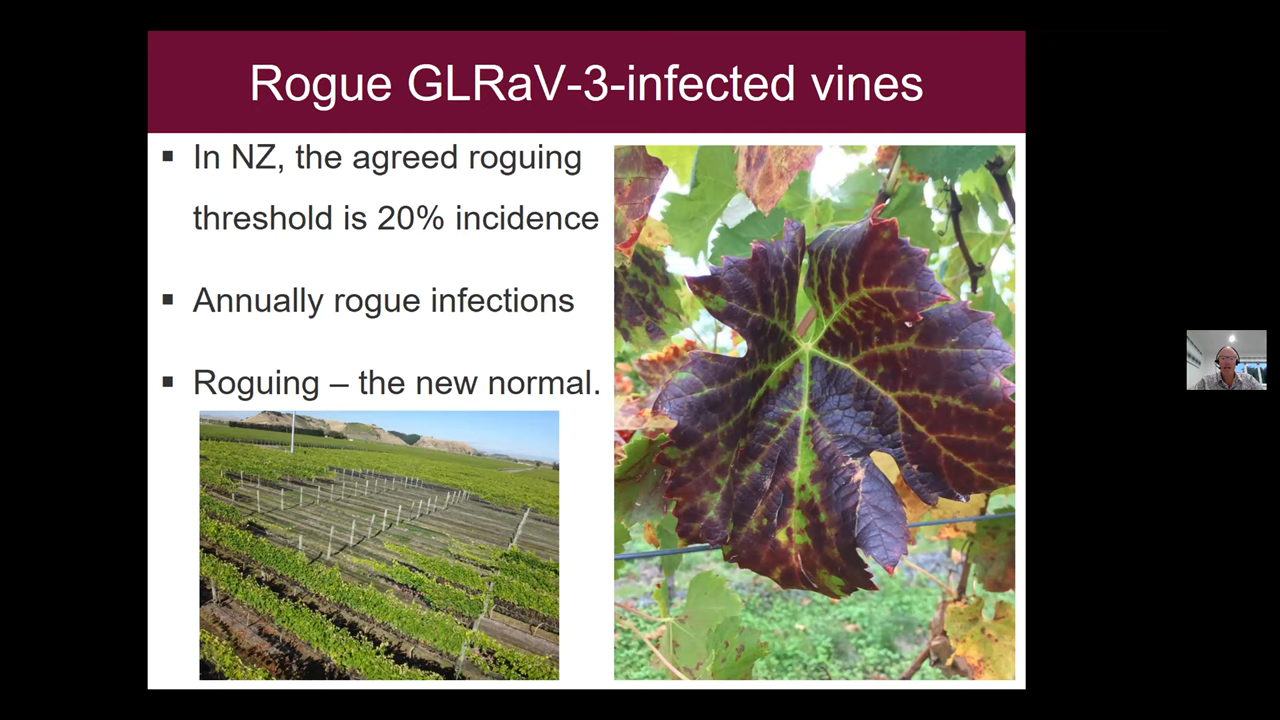 Rogue GLRaV-3-infected vines
▪ In NZ, the agreed roguing
threshold is 20% incidence
▪ Annually rogue infections
▪ Roguing – the new normal.